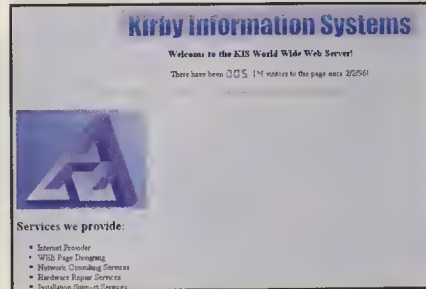 Kirby Information Systems
Welcome to the KIS World Wide Web Server!
There have been visitors to this page since 2/2/96!
Services we provide:
• Internet Provider
• WEB Page Designing
• Network Consulting Services
• Hardware Repair Services
• Installation Support Services